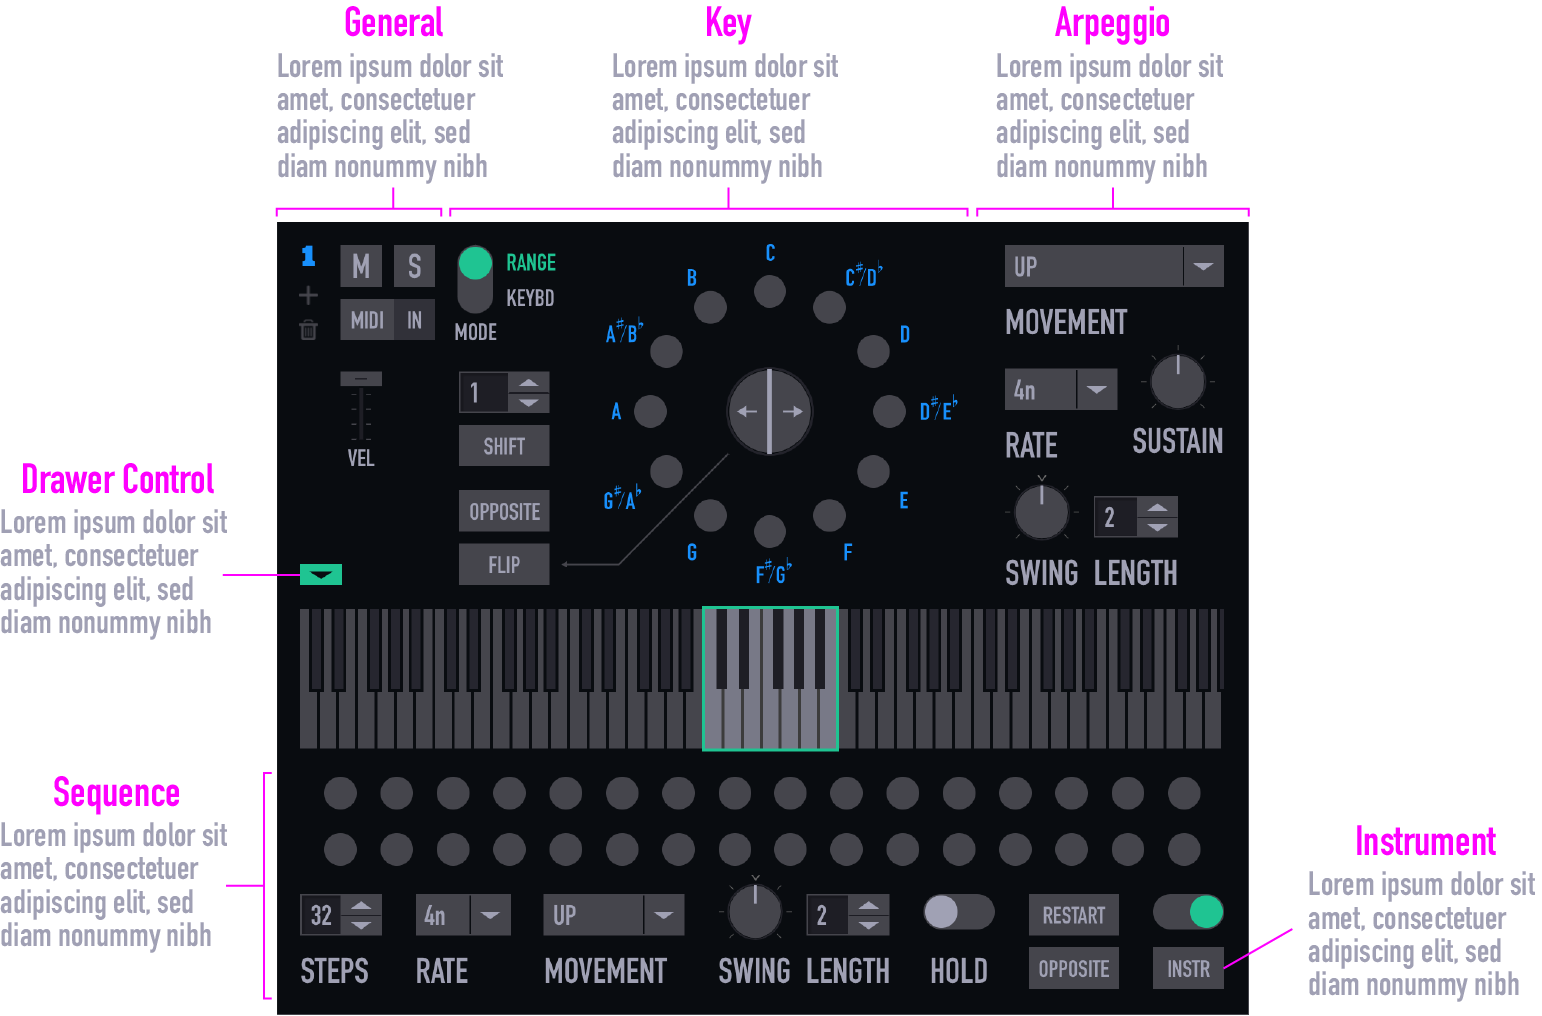 General
Lorem ipsum dolor sit
amet, consectetuer
adipiscing elit, sed
diam nonummy nibh
Key
Lorem ipsum dolor sit
amet, consectetuer
adipiscing elit, sed
diam nonummy nibh
Arpeggio
Lorem ipsum dolor sit
amet, consectetuer
adipiscing elit, sed
diam nonummy nibh
1
M
S
MIDI IN
VEL
RANGE
KEYBD
MODE
1
SHIFT
OPPOSITE
FLIP
C
C♯/D♭
D
D♯/E♭
E
F
F♯/G♭
G
G♯/A♭
A
A♯/B♭
B
UP
MOVEMENT
4n
RATE
SUSTAIN
SWING
2
LENGTH
Drawer Control
Lorem ipsum dolor sit
amet, consectetuer
adipiscing elit, sed
diam nonummy nibh
Sequence
Lorem ipsum dolor sit
amet, consectetuer
adipiscing elit, sed
diam nonummy nibh
32
STEPS
4n
RATE
UP
MOVEMENT
SWING
2
LENGTH
HOLD
RESTART
OPPOSITE
INSTR
Instrument
Lorem ipsum dolor sit
amet, consectetuer
adipiscing elit, sed
diam nonummy nibh